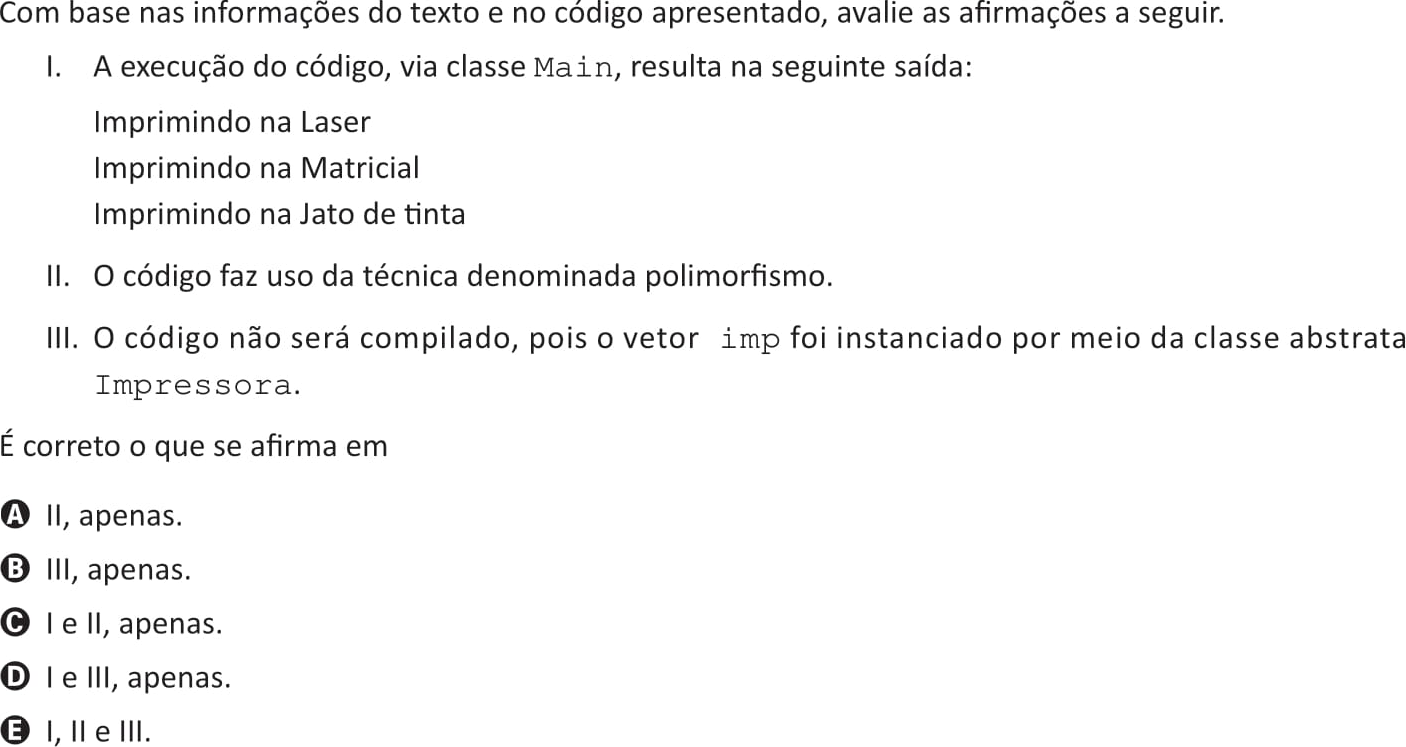 Com base nas informações do texto e no código apresentado, avalie as afirmações a seguir.
I. A execução do código, via classe Main, resulta na seguinte saída:
Imprimindo na Laser
Imprimindo na Matricial
Imprimindo na Jato de tinta
II. O código faz uso da técnica denominada polimorfismo.
III. O código não será compilado, pois o vetor imp foi instanciado por meio da classe abstrata
Impressora.
É correto o que se afirma em
A II, apenas.
B III, apenas.
C I e II, apenas.
D I e III, apenas.
E I, II e III.